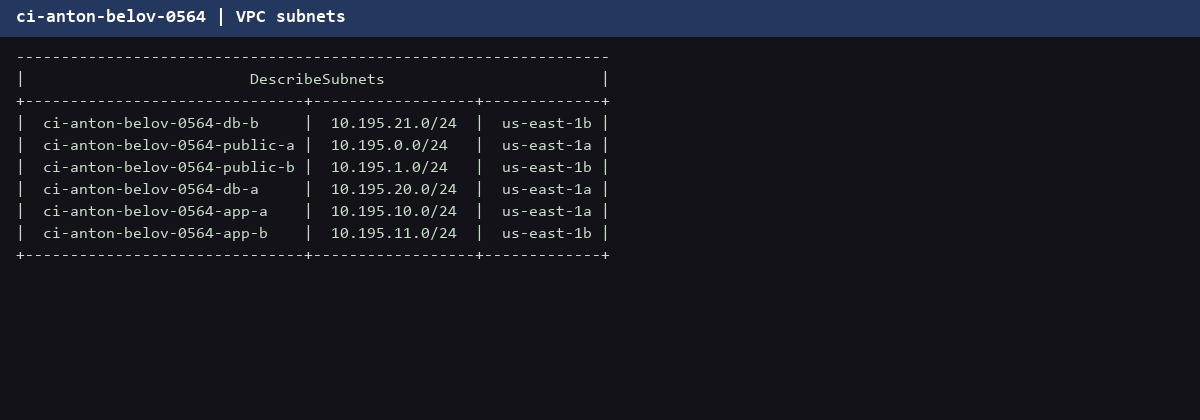 ci-anton-belov-0564 | VPC subnets
------------------------------------------------------------------
|                         DescribeSubnets                        |
+-------------------------------+------------------+-------------+
|  ci-anton-belov-0564-db-b     |  10.195.21.0/24  |  us-east-1b |
|  ci-anton-belov-0564-public-a |  10.195.0.0/24   |  us-east-1a |
|  ci-anton-belov-0564-public-b |  10.195.1.0/24   |  us-east-1b |
|  ci-anton-belov-0564-db-a     |  10.195.20.0/24  |  us-east-1a |
|  ci-anton-belov-0564-app-a    |  10.195.10.0/24  |  us-east-1a |
|  ci-anton-belov-0564-app-b    |  10.195.11.0/24  |  us-east-1b |
+-------------------------------+------------------+-------------+